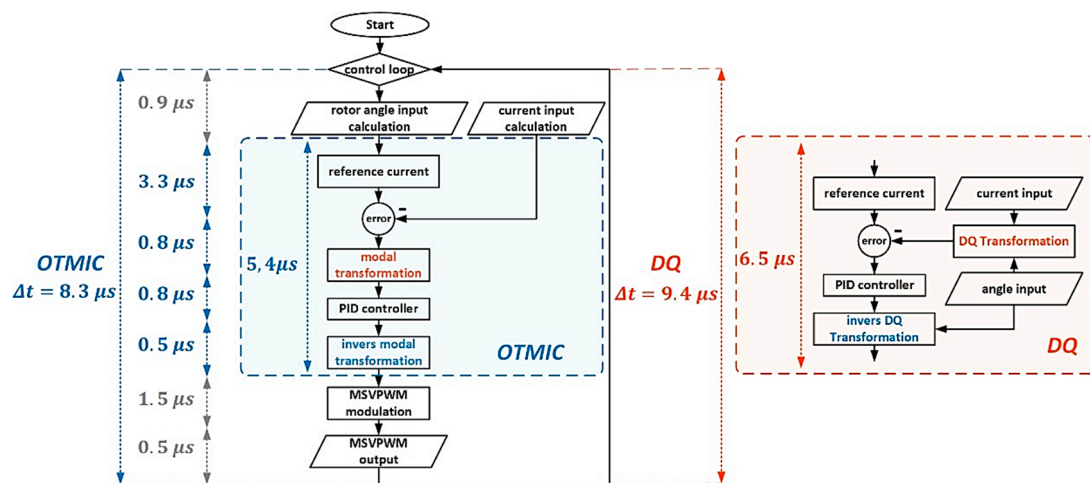 Start
control loop
rotor angle input
calculation
current input
calculation
reference current
error
-
modal
transformation
PID controller
invers modal
transformation
MSVPWM
modulation
MSVPWM
output
OTMIC
5,4µs
0.9 µs
3.3 µs
0.8 µs
0.8 µs
0.5 µs
1.5 µs
0.5 µs
OTMIC
Δt = 8.3 µs
DQ
Δt = 9.4 µs
6.5 µs
reference current
current input
error
-
DQ Transformation
PID controller
angle input
invers DQ
Transformation
DQ